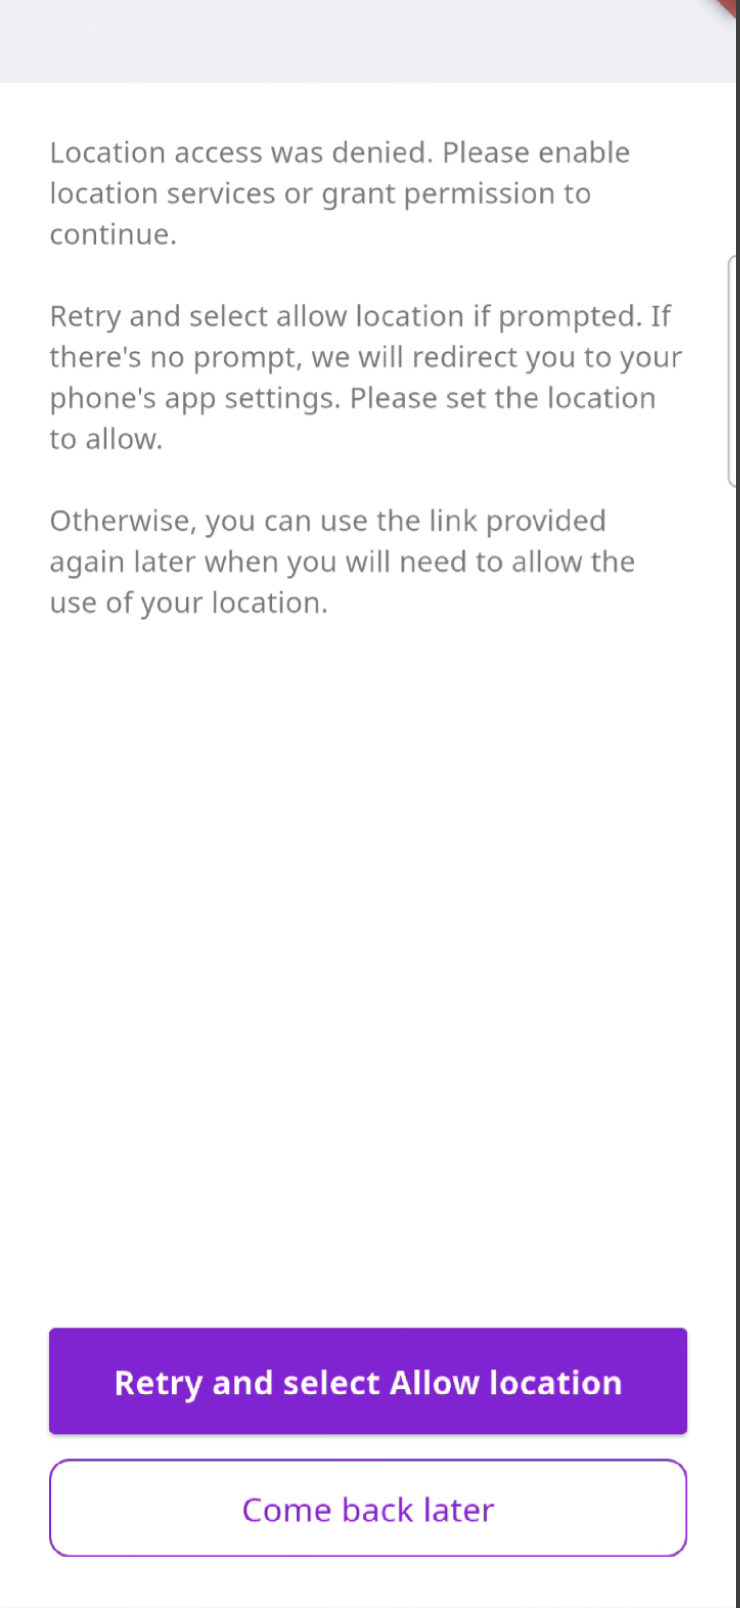 Location access was denied. Please enable
location services or grant permission to
continue.
Retry and select allow location if prompted. If
there's no prompt, we will redirect you to your
phone's app settings. Please set the location
to allow.
Otherwise, you can use the link provided
again later when you will need to allow the
use of your location.
Retry and select Allow location
Come back later